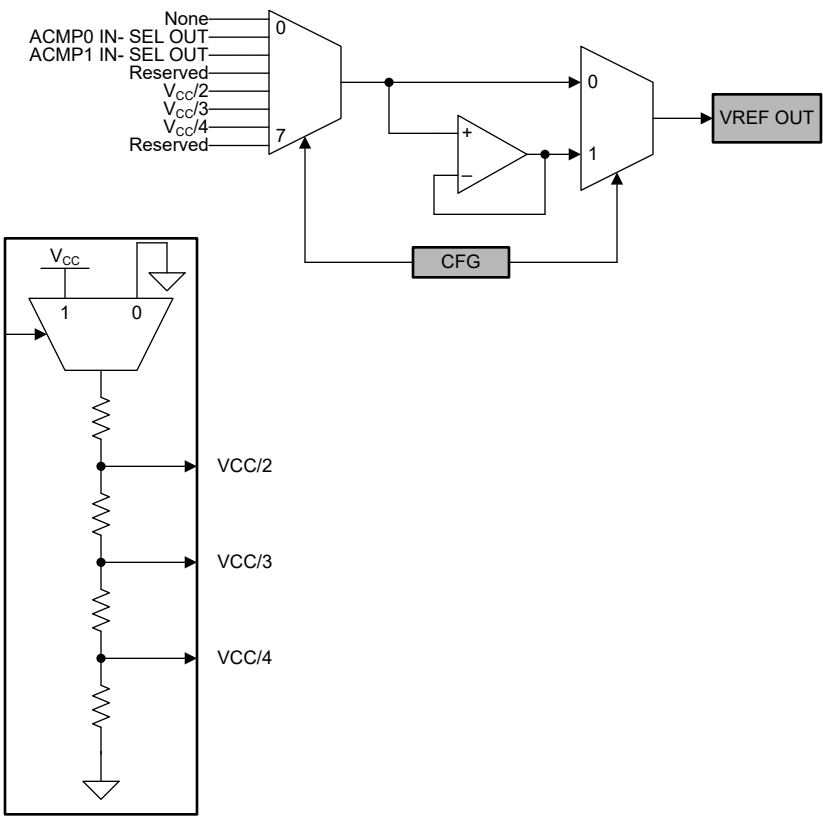 None
0
ACMP0 IN- SEL OUT
ACMP1 IN- SEL OUT
Reserved
VCC/2
VCC/3
VCC/4
7
Reserved
0
+
1
–
VREF OUT
CFG
VCC
1
0
VCC/2
VCC/3
VCC/4